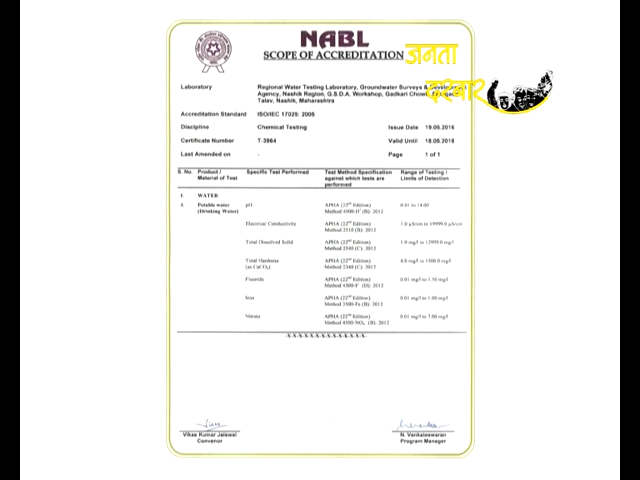 NABL
SCOPE OF ACCREDITATION
जनता
दरबार
Laboratory Regional Water Testing Laboratory, Groundwater Surveys & Development
Agency, Nashik Region, G.S.D.A. Workshop, Gadkari Chowk,
Talav, Nashik, Maharashtra
Accreditation Standard ISO/IEC 17025: 2005
Discipline Chemical Testing Issue Date 19.08.2016
Certificate Number T-3864 Valid Until 18.08.2018
Last Amended on - Page 1 of 1
S. No. Product / Specific Test Performed Test Method Specification Range of Testing /
Material of Test against which tests are Limits of Detection
performed
I. WATER
1. Potable water pH APHA (22nd Edition) 0.01 to 14.00
(Drinking Water) Method 4500-H+ (B): 2012
Electrical Conductivity APHA (22nd Edition) 1.0 µS/cm to 19999.0 µS/cm
Method 2510 (B): 2012
Total Dissolved Solid APHA (22nd Edition) 1.0 mg/l to 12999.0 mg/l
Method 2540 (C): 2012
Total Hardness APHA (22nd Edition) 4.0 mg/l to 1500.0 mg/l
(as CaCO3) Method 2340 (C): 2012
Fluoride APHA (22nd Edition) 0.01 mg/l to 1.50 mg/l
Method 4500-F- (D): 2012
Iron APHA (22nd Edition) 0.01 mg/l to 1.00 mg/l
Method 3500-Fe (B): 2012
Nitrate APHA (22nd Edition) 0.01 mg/l to 7.00 mg/l
Method 4500-NO3- (B): 2012
XXXXXXXXXXXXXX
Vikas Kumar Jaiswal N. Venkateswaran
Convenor Program Manager